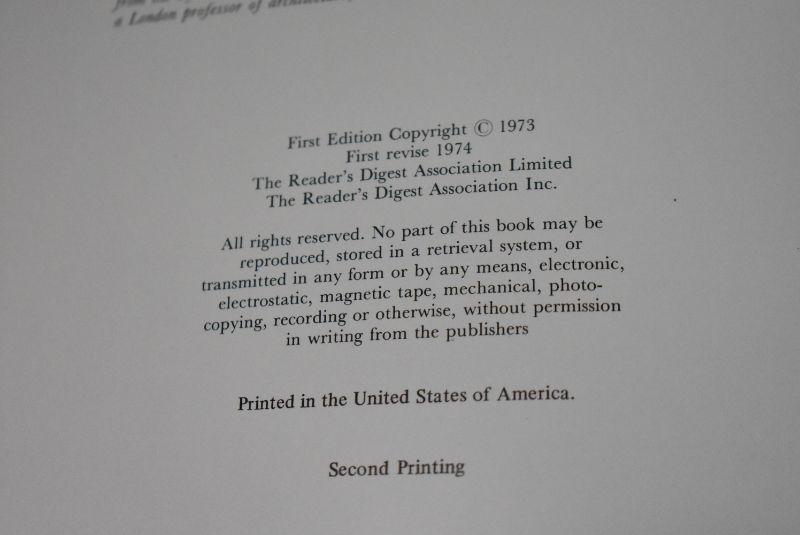 a London professor of
First Edition Copyright © 1973
First revise 1974
The Reader's Digest Association Limited
The Reader's Digest Association Inc.
All rights reserved. No part of this book may be
reproduced, stored in a retrieval system, or
transmitted in any form or by any means, electronic,
electrostatic, magnetic tape, mechanical, photo-
copying, recording or otherwise, without permission
in writing from the publishers
Printed in the United States of America.
Second Printing